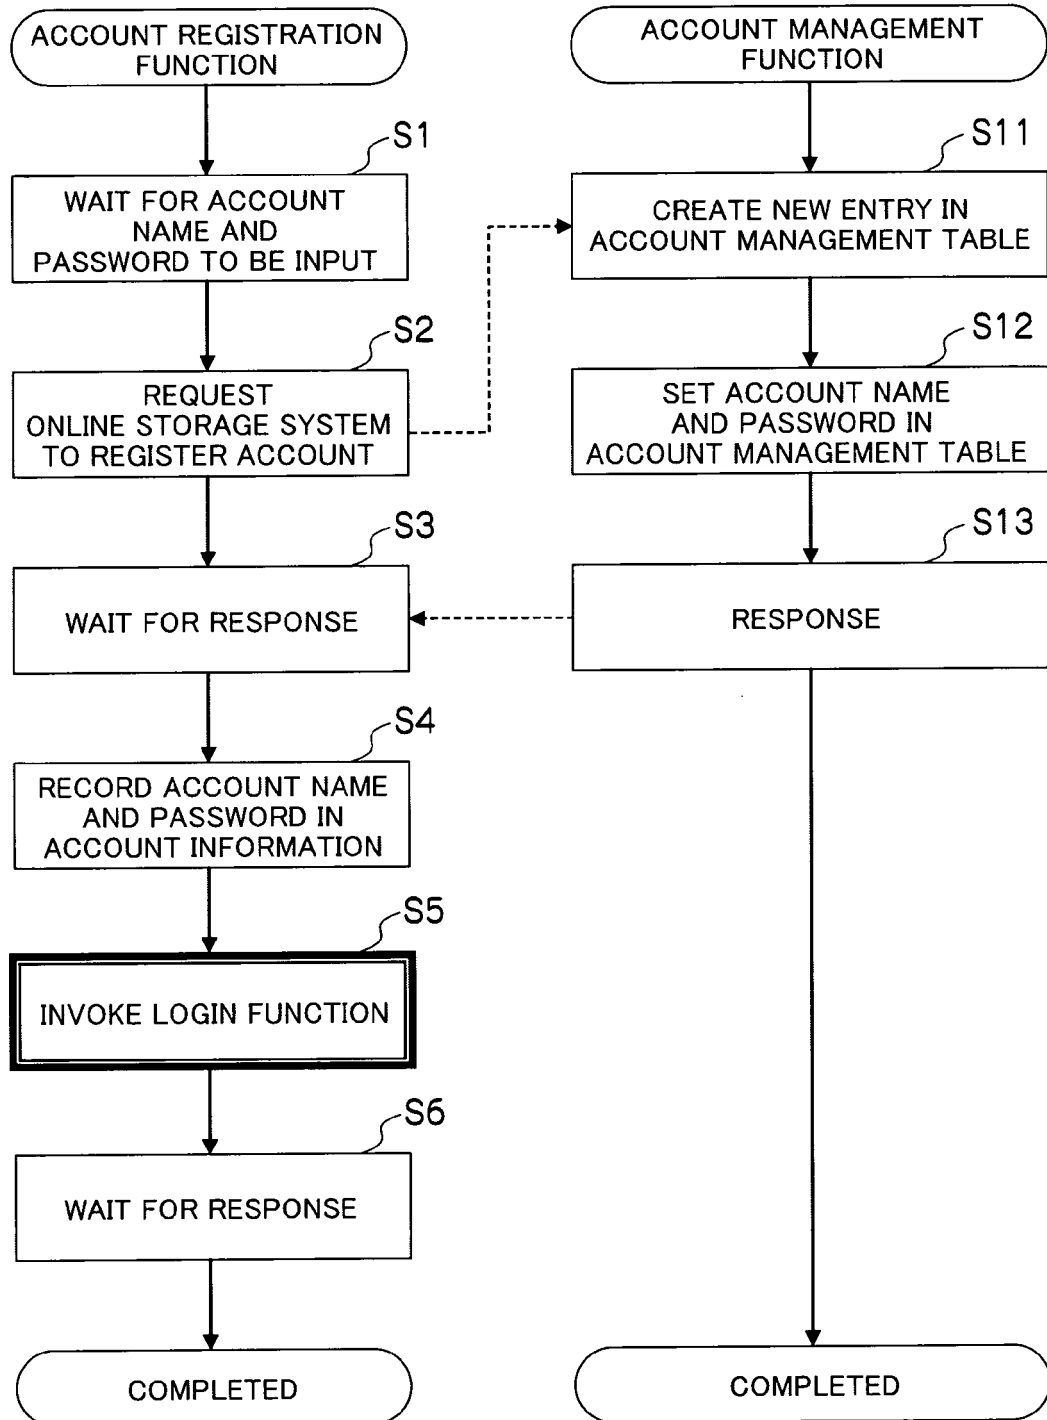 ACCOUNT REGISTRATION
FUNCTION
S1
WAIT FOR ACCOUNT
NAME AND
PASSWORD TO BE INPUT
S2
REQUEST
ONLINE STORAGE SYSTEM
TO REGISTER ACCOUNT
S3
WAIT FOR RESPONSE
S4
RECORD ACCOUNT NAME
AND PASSWORD IN
ACCOUNT INFORMATION
S5
INVOKE LOGIN FUNCTION
S6
WAIT FOR RESPONSE
COMPLETED
ACCOUNT MANAGEMENT
FUNCTION
S11
CREATE NEW ENTRY IN
ACCOUNT MANAGEMENT TABLE
S12
SET ACCOUNT NAME
AND PASSWORD IN
ACCOUNT MANAGEMENT TABLE
S13
RESPONSE
COMPLETED